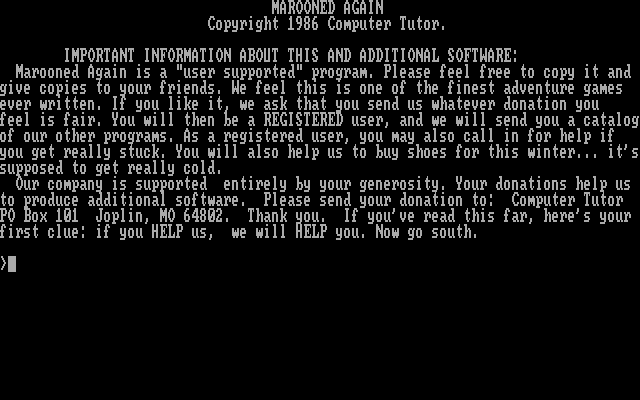 MAROONED AGAIN
Copyright 1986 Computer Tutor.
IMPORTANT INFORMATION ABOUT THIS AND ADDITIONAL SOFTWARE:
Marooned Again is a "user supported" program. Please feel free to copy it and
give copies to your friends. We feel this is one of the finest adventure games
ever written. If you like it, we ask that you send us whatever donation you
feel is fair. You will then be a REGISTERED user, and we will send you a catalog
of our other programs. As a registered user, you may also call in for help if
you get really stuck. You will also help us to buy shoes for this winter... it's
supposed to get really cold.
Our company is supported  entirely by your generosity. Your donations help us
to produce additional software.  Please send your donation to:  Computer Tutor
PO Box 101  Joplin, MO 64802.  Thank you.  If you've read this far, here's your
first clue: if you HELP us,  we will HELP you. Now go south.
>